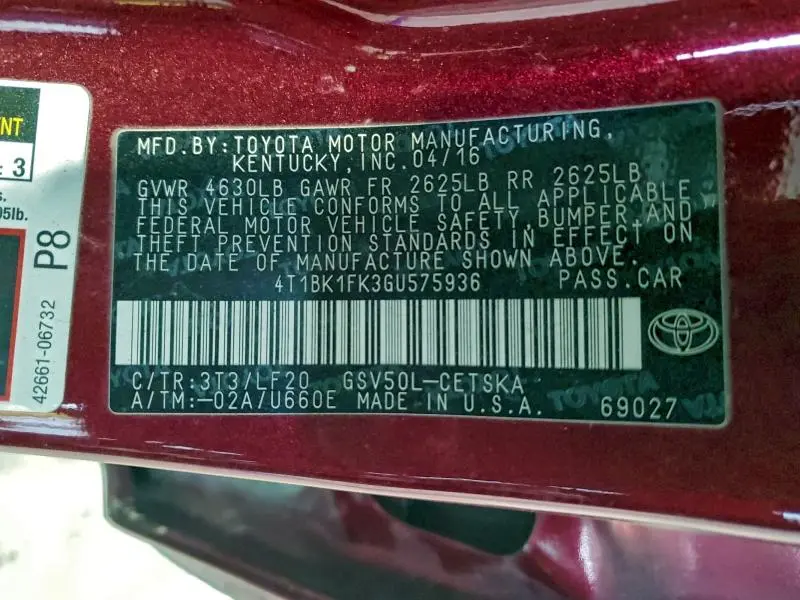 NT
: 3
s.
05lb.
P8
42661-06732
MFD.BY:TOYOTA MOTOR MANUFACTURING,
KENTUCKY,INC.04/16
GVWR 4630LB GAWR FR 2625LB RR 2625LB
THIS VEHICLE CONFORMS TO ALL APPLICABLE
FEDERAL MOTOR VEHICLE SAFETY,BUMPER,AND
THEFT PREVENTION STANDARDS IN EFFECT ON
THE DATE OF MANUFACTURE SHOWN ABOVE.
4T1BK1FK3GU575936 PASS.CAR
C/TR:3T3/LF20 GSV50L-CETSKA
A/TM:-02A/U660E MADE IN U.S.A. 69027